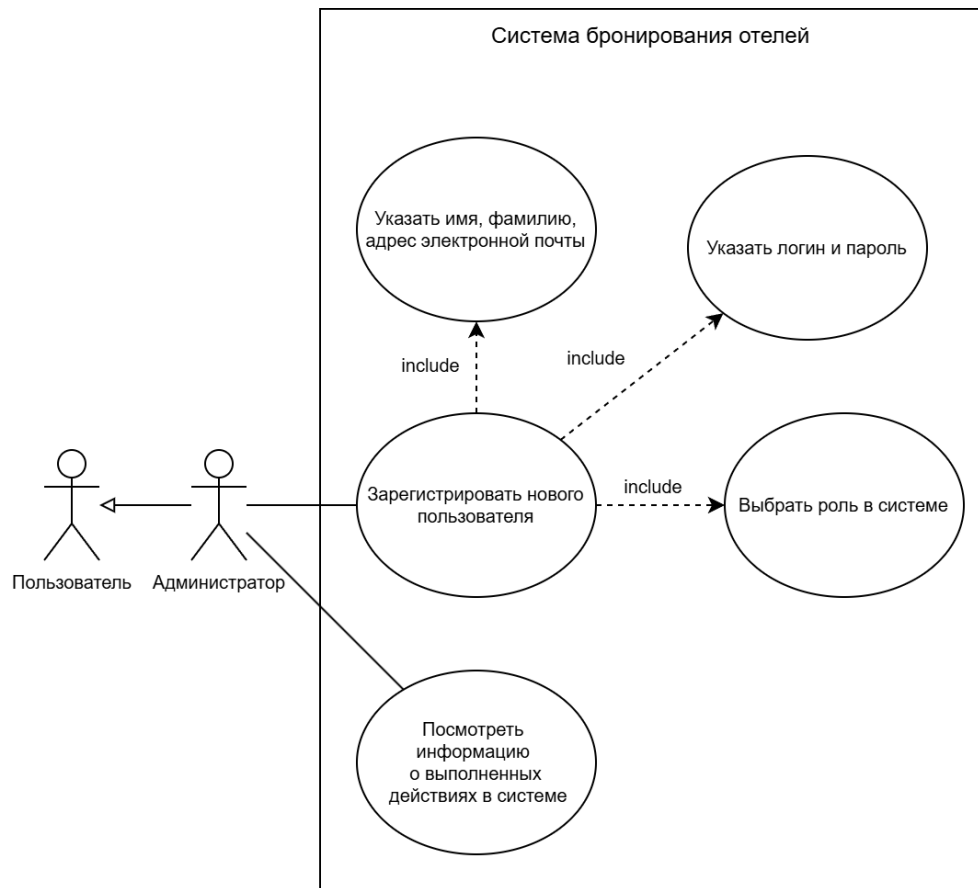 Система бронирования отелей
Указать имя, фамилию,
адрес электронной почты
Указать логин и пароль
include
include
Зарегистрировать нового
пользователя
include
Выбрать роль в системе
Пользователь
Администратор
Посмотреть
информацию
о выполненных
действиях в системе